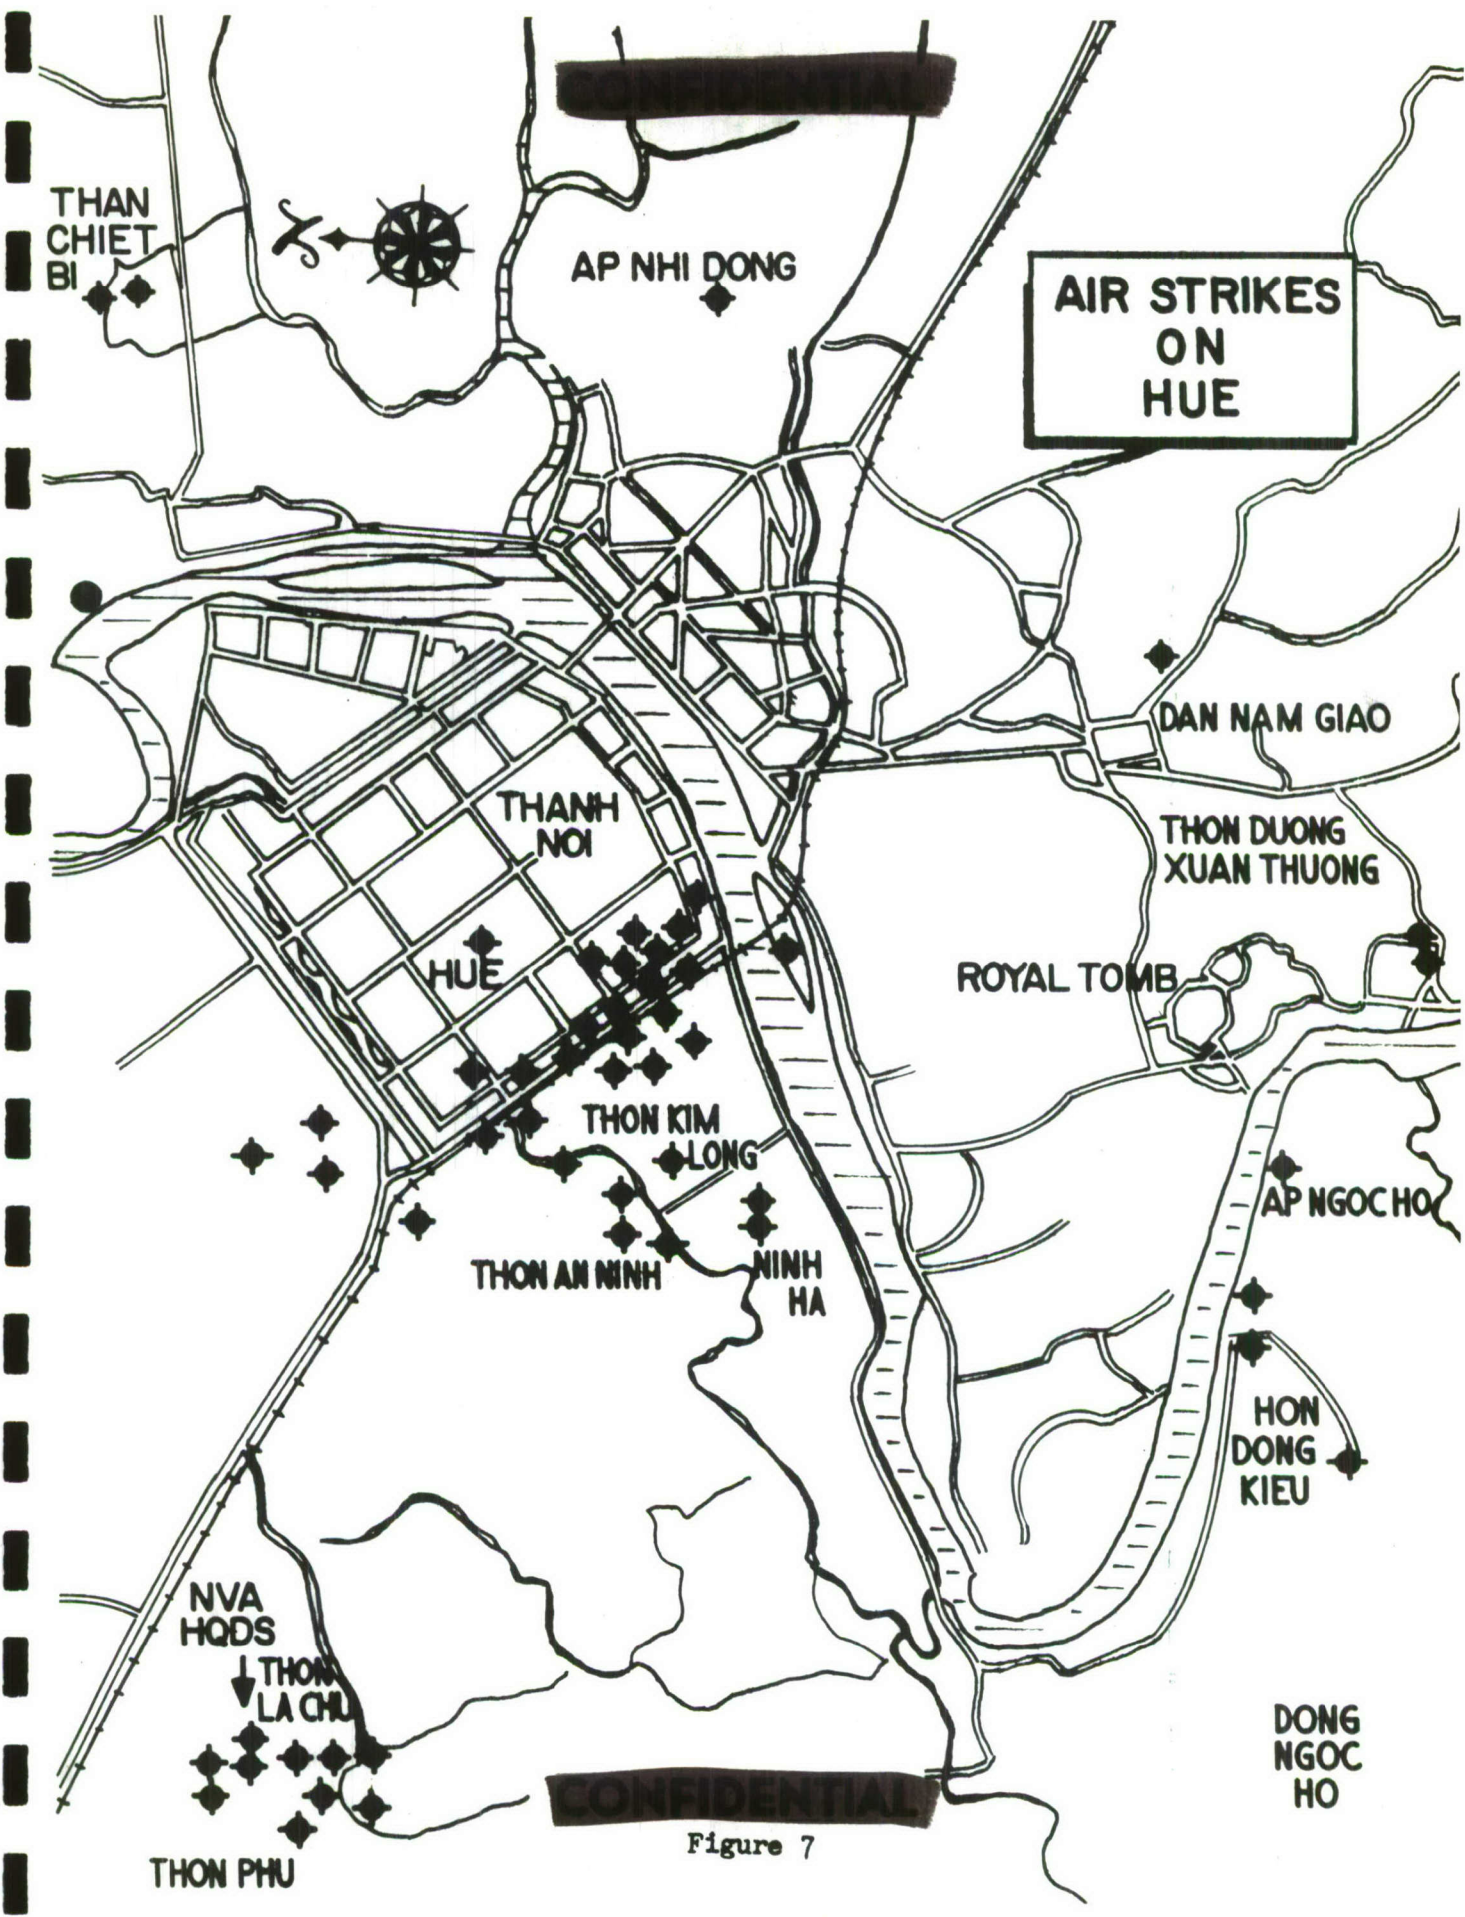 CONFIDENTIAL
THAN
CHIET
BI
N
AP NHI DONG
AIR STRIKES
ON
HUE
DAN NAM GIAO
THANH
NOI
THON DUONG
XUAN THUONG
HUE
ROYAL TOMB
THON KIM
LONG
AP NGOC HO
THON AN NINH
NINH
HA
HON
DONG
KIEU
NVA
HQDS
THON
LA CHU
DONG
NGOC
HO
CONFIDENTIAL
Figure 7
THON PHU